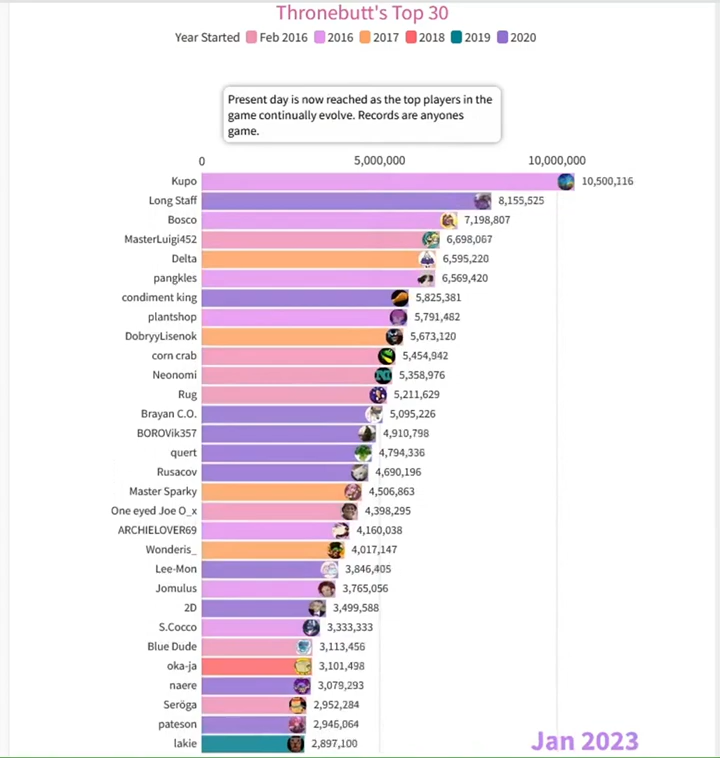 Thronebutt's Top 30
Year Started Feb 2016 2016 2017 2018 2019 2020
Present day is now reached as the top players in the
game continually evolve. Records are anyones
game.
0 5,000,000 10,000,000
Kupo 10,500,116
Long Staff 8,155,525
Bosco 7,198,807
MasterLuigi452 6,698,067
Delta 6,595,220
pangkles 6,569,420
condiment king 5,825,381
plantshop 5,791,482
DobryyLisenok 5,673,120
corn crab 5,454,942
Neonomi 5,358,976
Rug 5,211,629
Brayan C.O. 5,095,226
BOROVik357 4,910,798
quert 4,794,336
Rusacov 4,690,196
Master Sparky 4,506,863
One eyed Joe O_x 4,398,295
ARCHIELOVER69 4,160,038
Wonderis_ 4,017,147
Lee-Mon 3,846,405
Jomulus 3,765,056
2D 3,499,588
S.Cocco 3,333,333
Blue Dude 3,113,456
oka-ja 3,101,498
naere 3,079,293
Seröga 2,952,284
pateson 2,946,064
lakie 2,897,100
Jan 2023